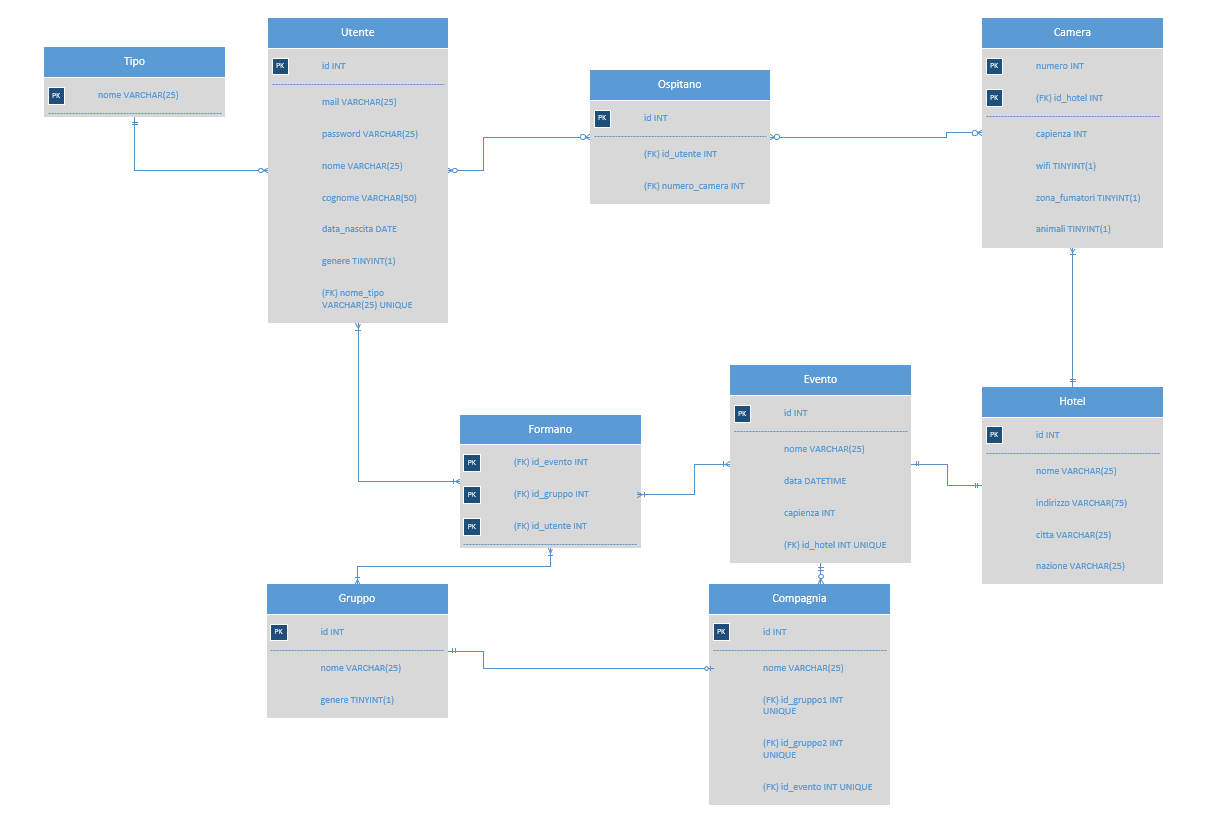 Tipo
PK nome VARCHAR(25)
Utente
PK id INT
mail VARCHAR(25)
password VARCHAR(25)
nome VARCHAR(25)
cognome VARCHAR(50)
data_nascita DATE
genere TINYINT(1)
(FK) nome_tipo
VARCHAR(25) UNIQUE
Ospitano
PK id INT
(FK) id_utente INT
(FK) numero_camera INT
Camera
PK numero INT
PK (FK) id_hotel INT
capienza INT
wifi TINYINT(1)
zona_fumatori TINYINT(1)
animali TINYINT(1)
Formano
PK (FK) id_evento INT
PK (FK) id_gruppo INT
PK (FK) id_utente INT
Evento
PK id INT
nome VARCHAR(25)
data DATETIME
capienza INT
(FK) id_hotel INT UNIQUE
Hotel
PK id INT
nome VARCHAR(25)
indirizzo VARCHAR(75)
citta VARCHAR(25)
nazione VARCHAR(25)
Gruppo
PK id INT
nome VARCHAR(25)
genere TINYINT(1)
Compagnia
PK id INT
nome VARCHAR(25)
(FK) id_gruppo1 INT
UNIQUE
(FK) id_gruppo2 INT
UNIQUE
(FK) id_evento INT UNIQUE